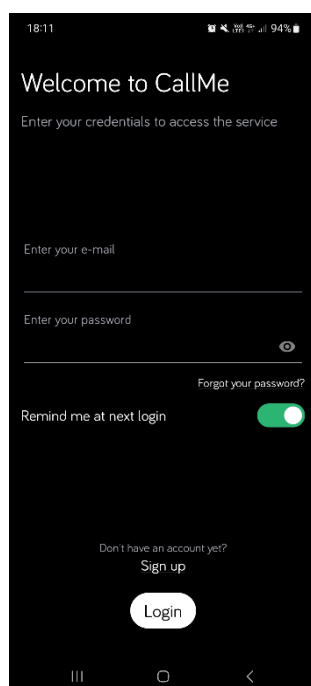 18:11
94%
Welcome to CallMe
Enter your credentials to access the service
Enter your e-mail
Enter your password
Forgot your password?
Remind me at next login
Don't have an account yet?
Sign up
Login